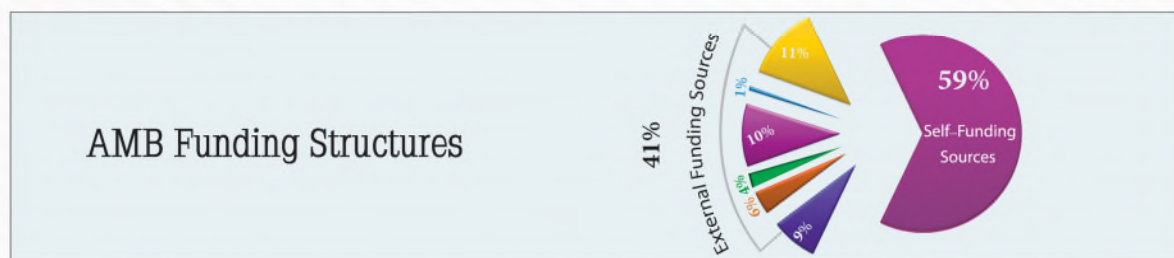 AMB Funding Structures
41%
External Funding Sources
11%
1%
10%
4%
6%
9%
59%
Self-Funding
Sources